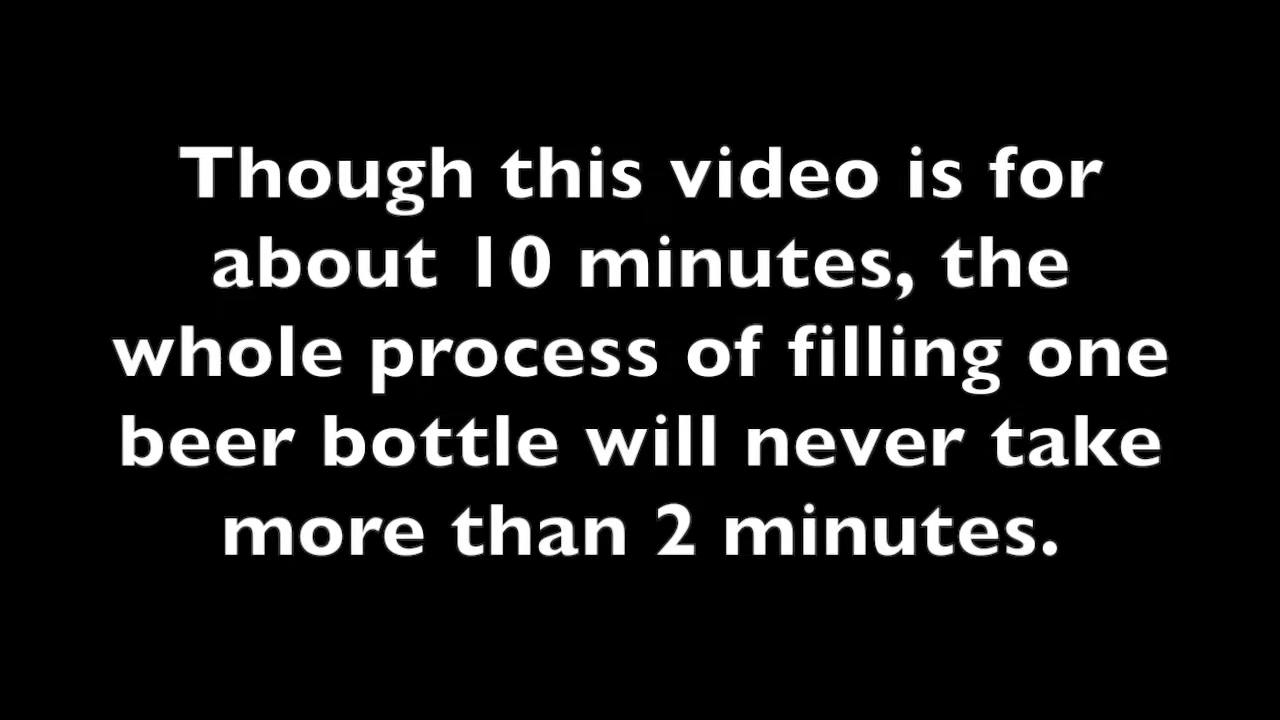 Though this video is for
about 10 minutes, the
whole process of filling one
beer bottle will never take
more than 2 minutes.